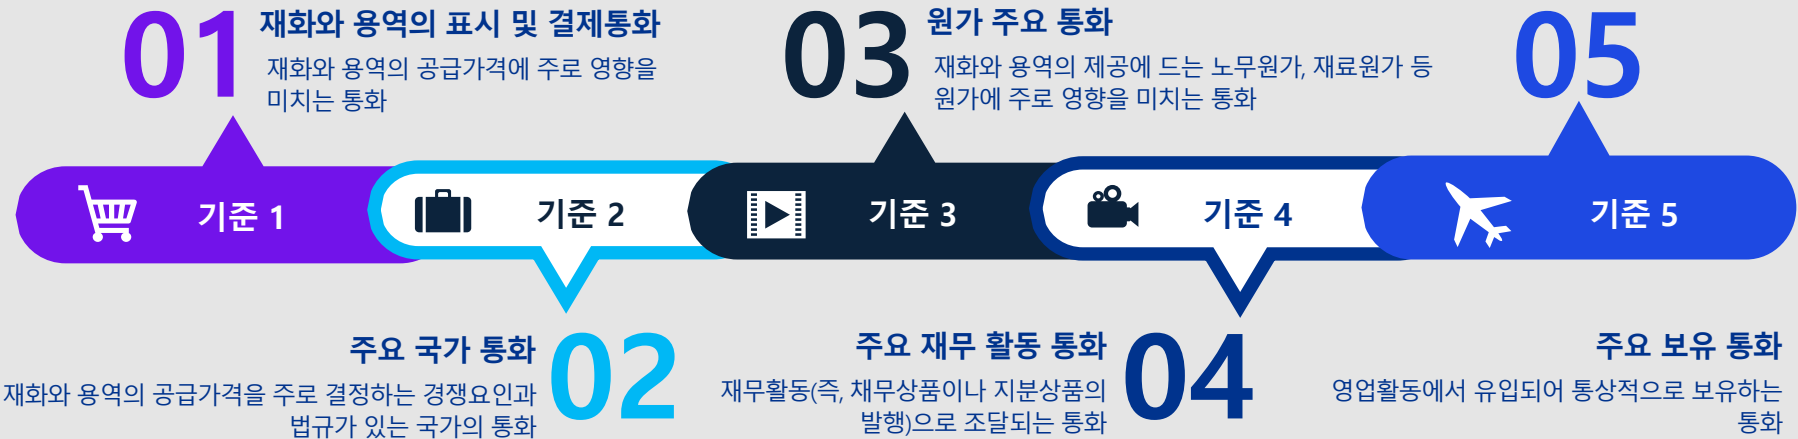 01
재화와 용역의 표시 및 결제통화
재화와 용역의 공급가격에 주로 영향을
미치는 통화
03
원가 주요 통화
재화와 용역의 제공에 드는 노무원가, 재료원가 등
원가에 주로 영향을 미치는 통화
05
기준 1
기준 2
기준 3
기준 4
기준 5
주요 국가 통화
재화와 용역의 공급가격을 주로 결정하는 경쟁요인과
법규가 있는 국가의 통화
02
주요 재무 활동 통화
재무활동(즉, 채무상품이나 지분상품의
발행)으로 조달되는 통화
04
주요 보유 통화
영업활동에서 유입되어 통상적으로 보유하는
통화